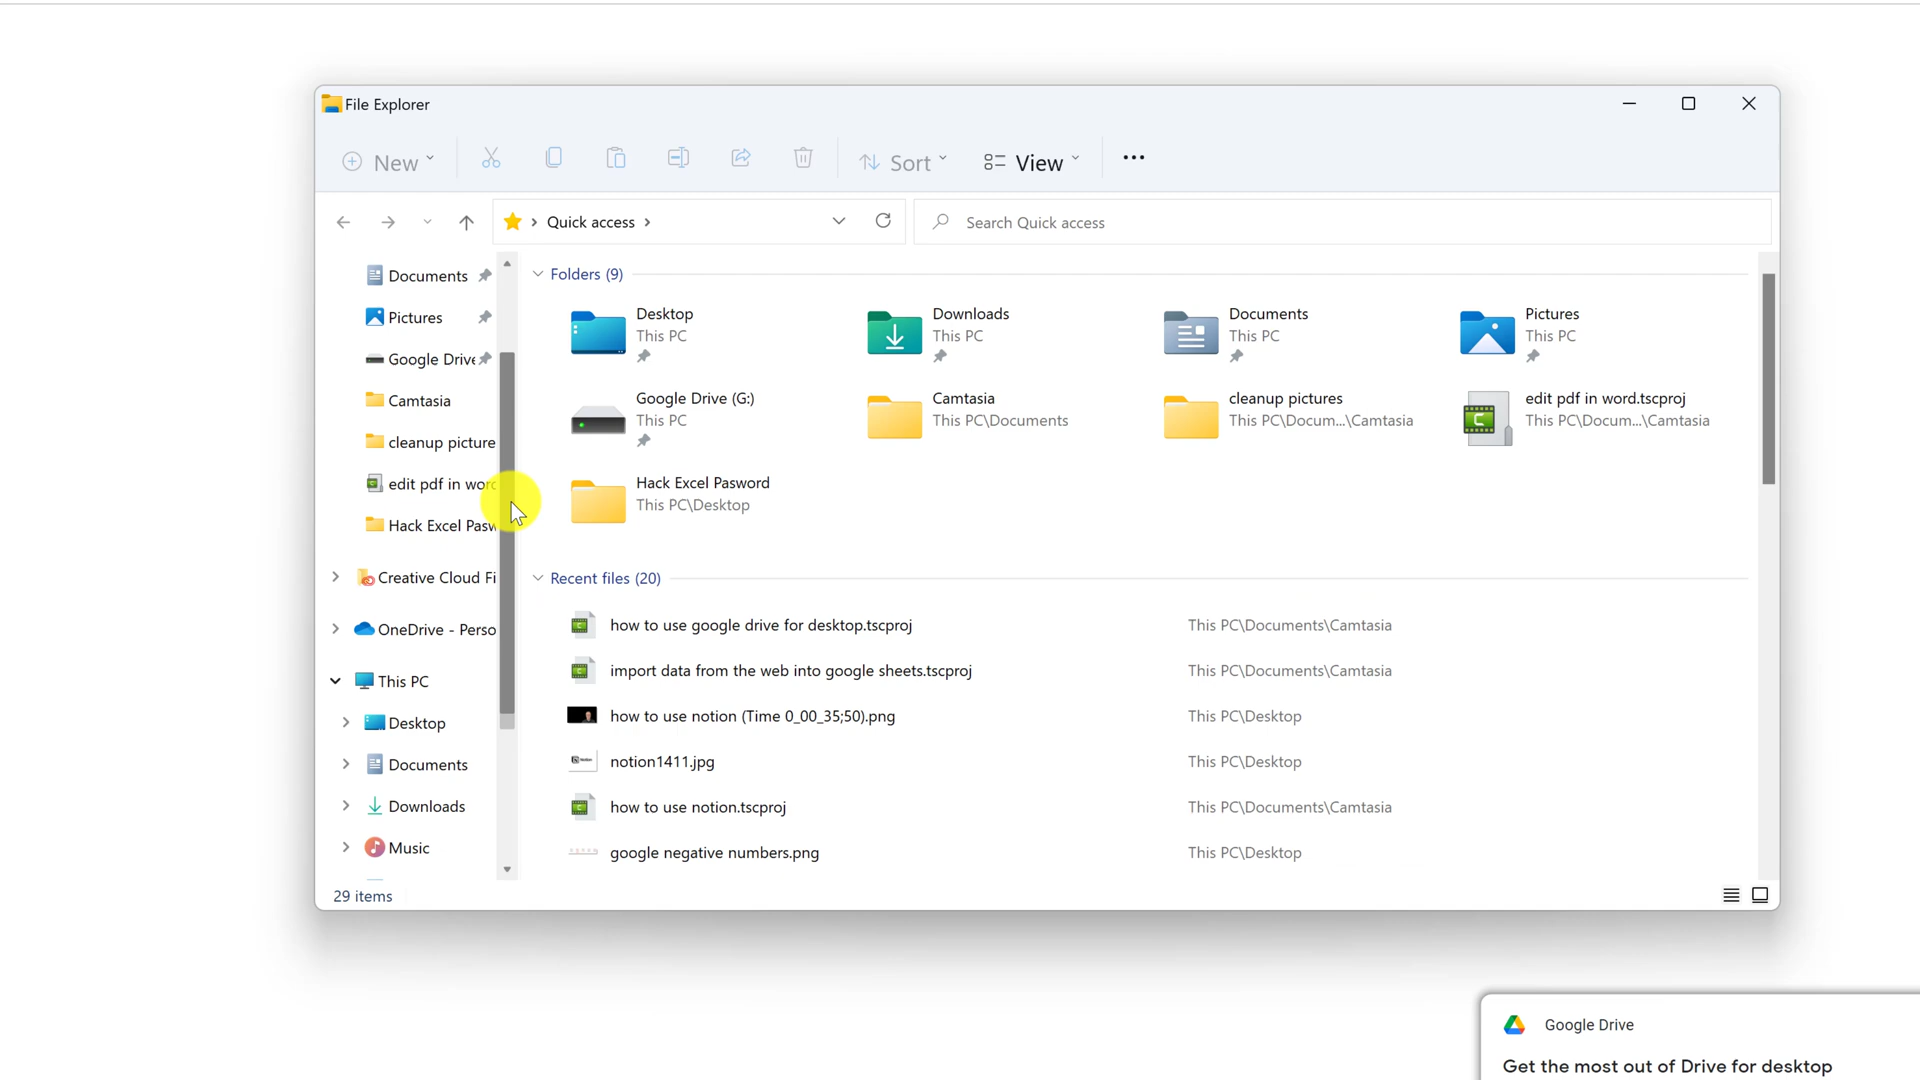 File Explorer
New
Sort
View
Quick access
Search Quick access
Documents
Pictures
Google Drive
Camtasia
cleanup picture
edit pdf in word
Hack Excel Pasw
Creative Cloud Fi
OneDrive - Perso
This PC
Desktop
Documents
Downloads
Music
Folders (9)
Desktop
This PC
Downloads
This PC
Documents
This PC
Pictures
This PC
Google Drive (G:)
This PC
Camtasia
This PC\Documents
cleanup pictures
This PC\Docum...\Camtasia
edit pdf in word.tscproj
This PC\Docum...\Camtasia
Hack Excel Pasword
This PC\Desktop
Recent files (20)
how to use google drive for desktop.tscproj This PC\Documents\Camtasia
import data from the web into google sheets.tscproj This PC\Documents\Camtasia
how to use notion (Time 0_00_35;50).png This PC\Desktop
notion1411.jpg This PC\Desktop
how to use notion.tscproj This PC\Documents\Camtasia
google negative numbers.png This PC\Desktop
29 items
Google Drive
Get the most out of Drive for desktop